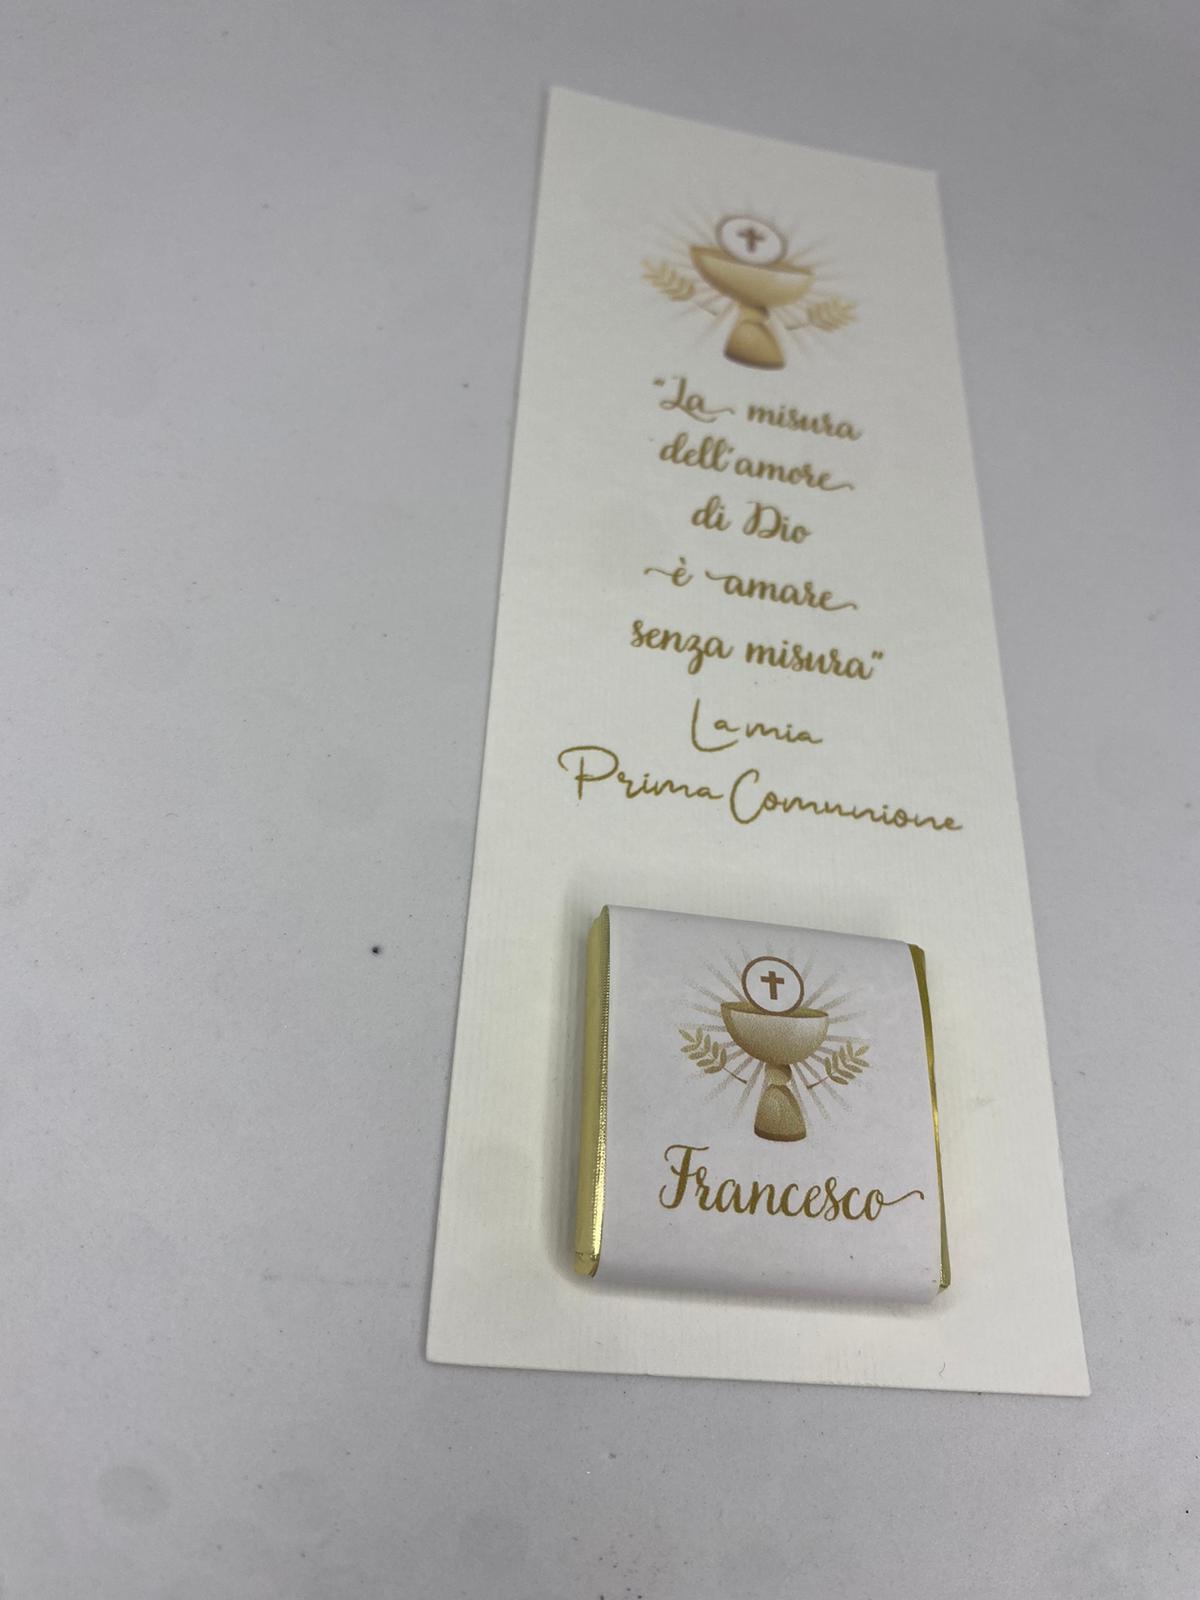 "La misura
dell'amore
di Dio
è amare
senza misura"
La mia
Prima Comunione
Francesco